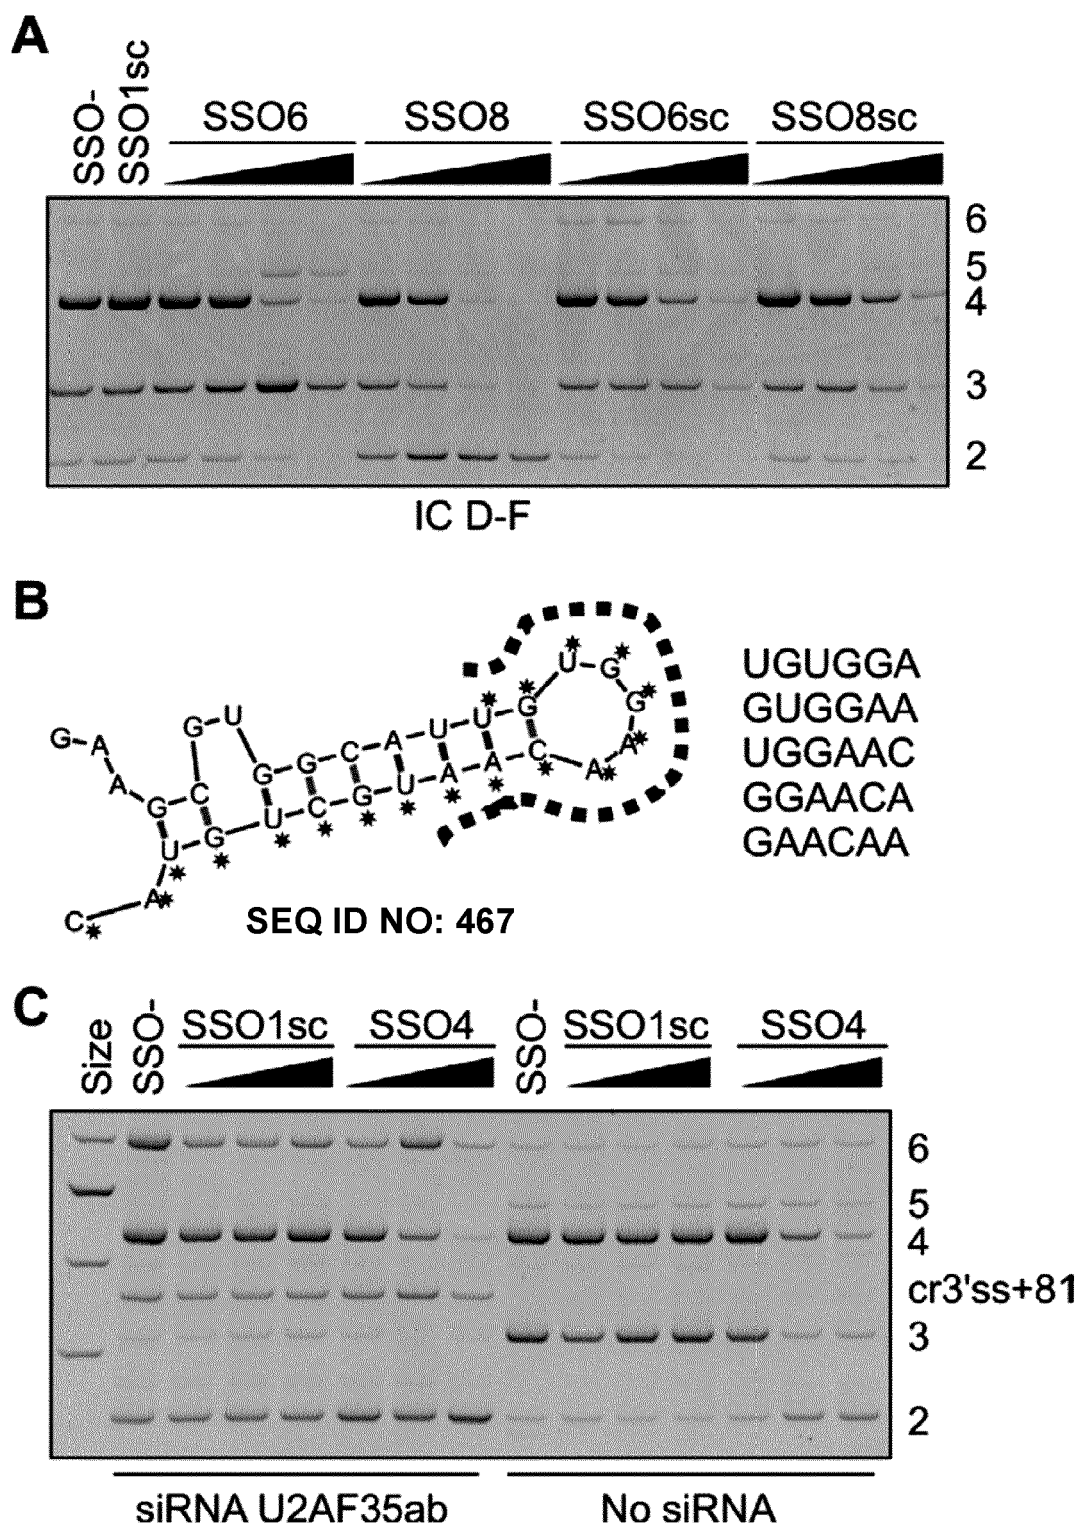 A
SSO-
SSO1sc
SSO6
SSO8
SSO6sc
SSO8sc
6
5
4
3
2
IC D-F
B
G A A G C G U G G C A U U G U G G A A C A A U G C U G U A C
SEQ ID NO: 467
UGUGGA
GUGGAA
UGGAAC
GGAACA
GAACAA
C
Size
SSO-
SSO1sc
SSO4
SSO-
SSO1sc
SSO4
6
5
4
cr3'ss+81
3
2
siRNA U2AF35ab
No siRNA